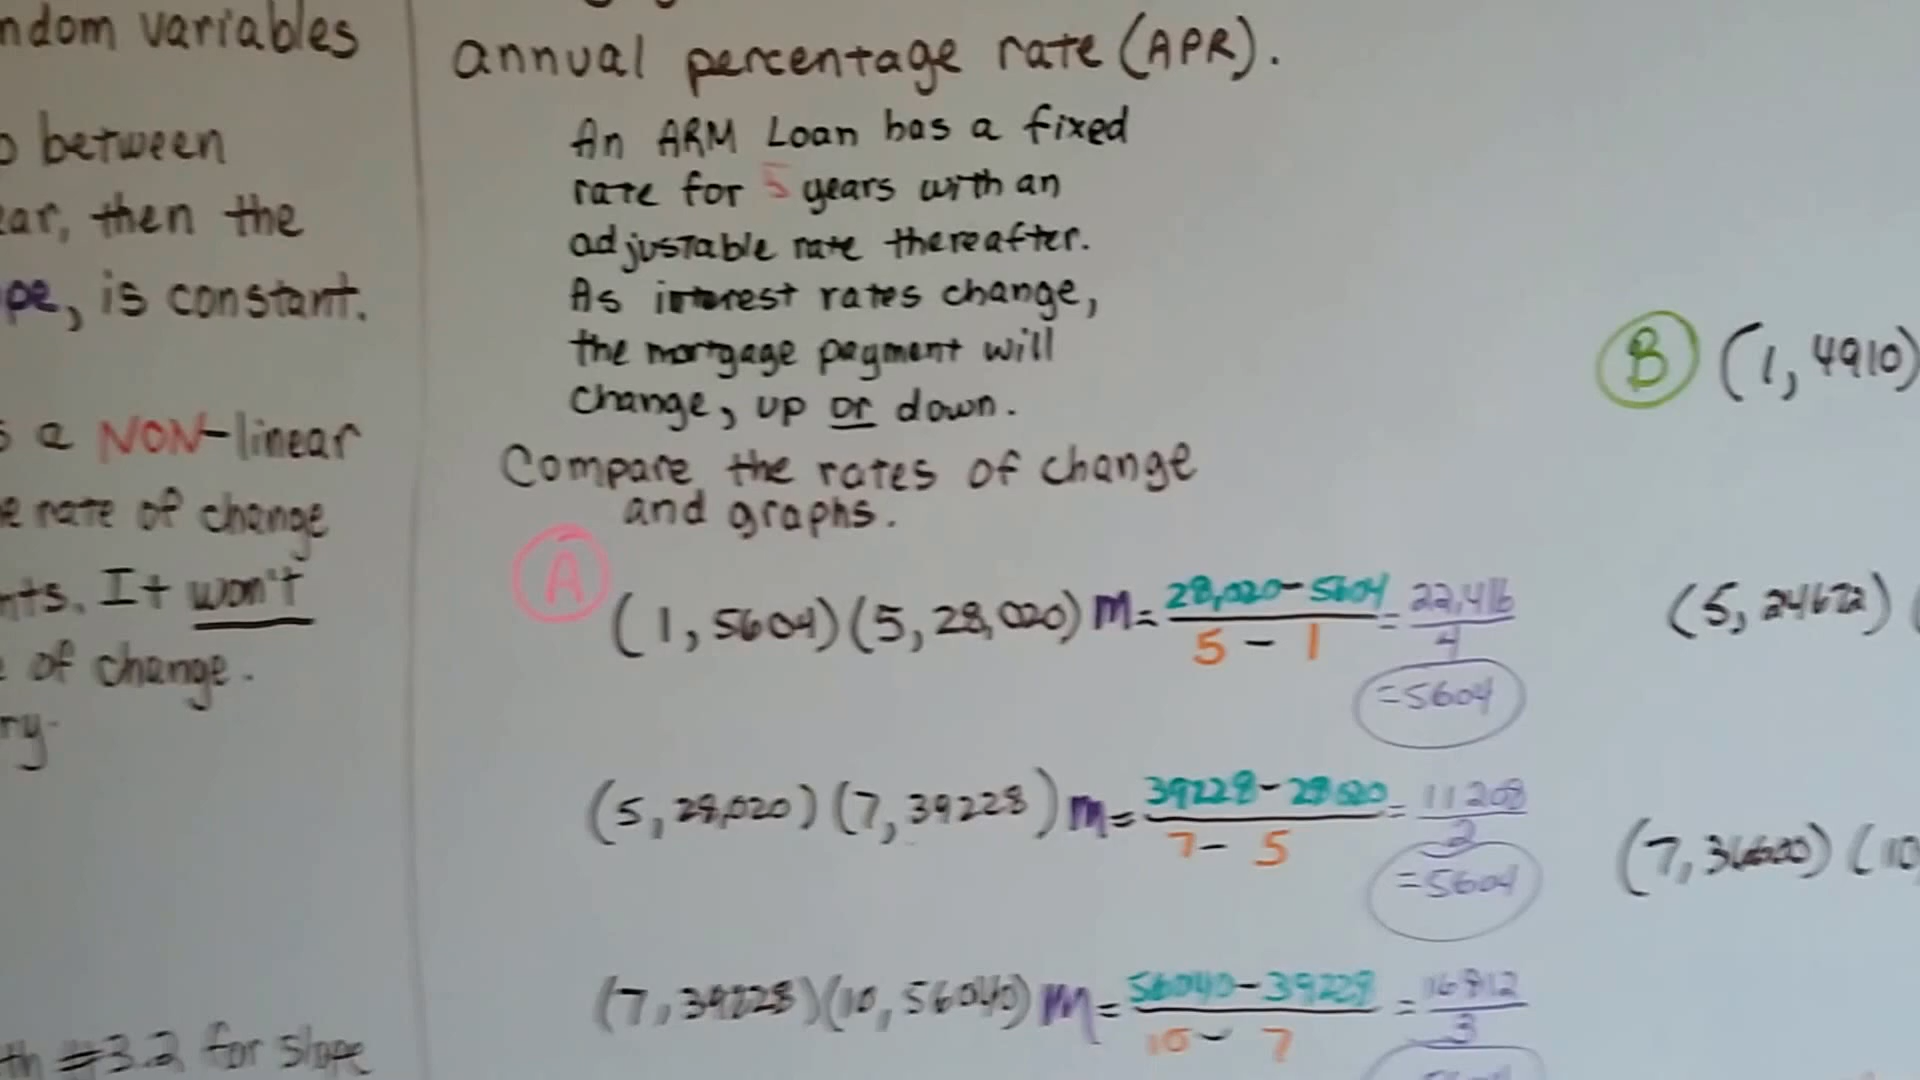 ndom variables
between
ar, then the
pe, is constant.
a NON-linear
e rate of change
nts. It won't
of change.
ry.
th = 3.2 for slope
annual percentage rate (APR).
An ARM Loan has a fixed
rate for 5 years with an
adjustable rate thereafter.
As interest rates change,
the mortgage payment will
change, up or down.
Compare the rates of change
and graphs.
A
(1, 5604) (5, 28,020) m = 28,020 - 5604 / 5 - 1 = 22,416 / 4
= 5604
(5, 28,020) (7, 39228) m = 39228 - 28020 / 7 - 5 = 11208 / 2
= 5604
(7, 39228) (10, 56040) m = 56040 - 39228 / 10 - 7 = 16812 / 3
B (1, 4910)
(5, 24672) (
(7, (10